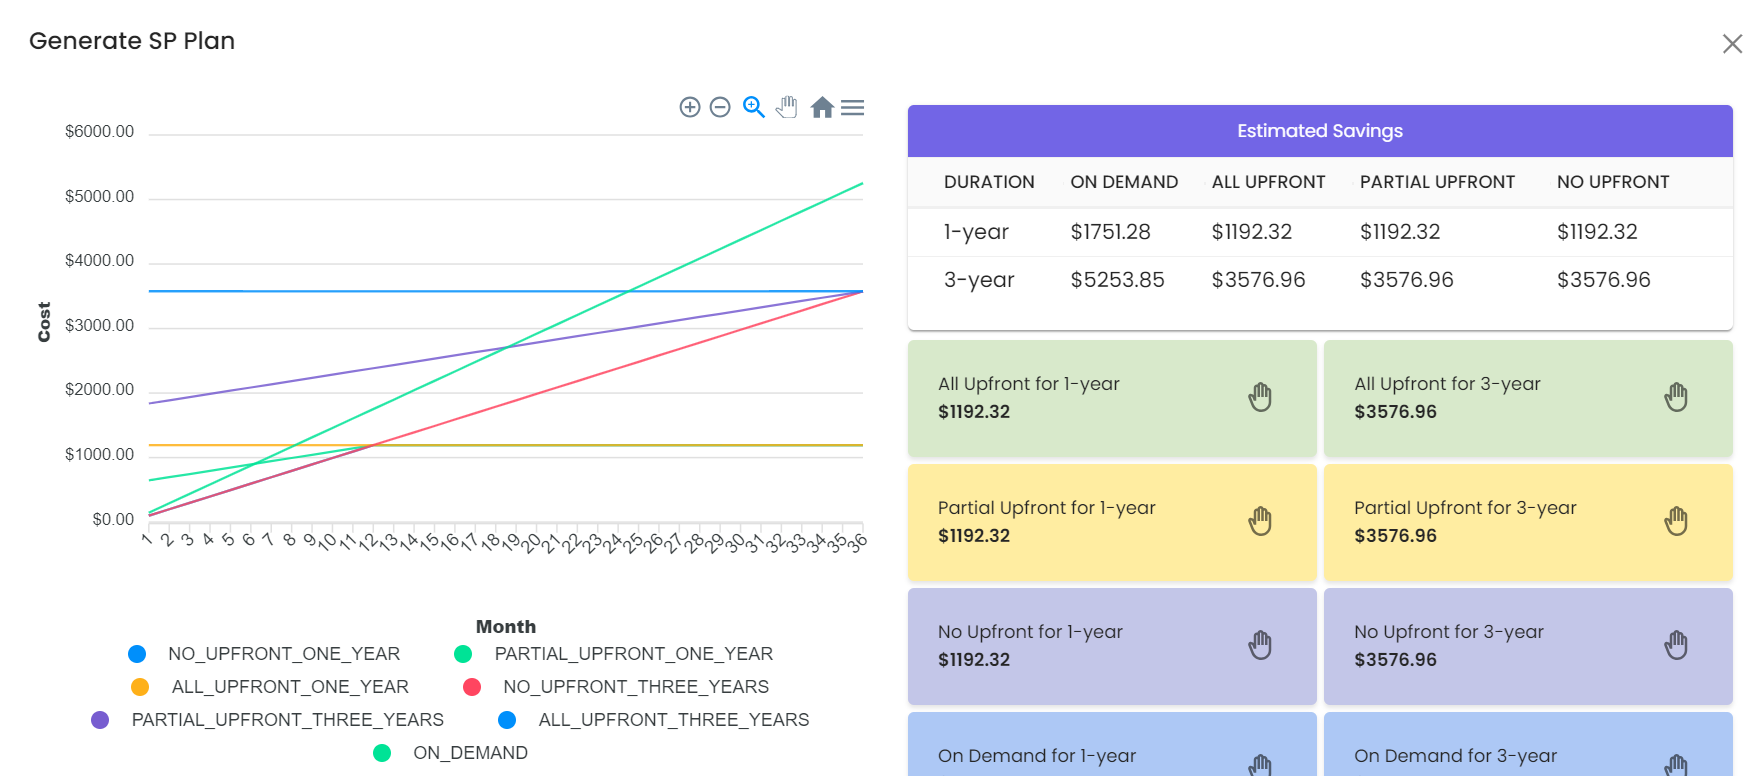 Generate SP Plan
$6000.00
$5000.00
$4000.00
$3000.00
$2000.00
$1000.00
$0.00
Cost
1 2 3 4 5 6 7 8 9 10 11 12 13 14 15 16 17 18 19 20 21 22 23 24 25 26 27 28 29 30 31 32 33 34 35 36
Month
NO_UPFRONT_ONE_YEAR PARTIAL_UPFRONT_ONE_YEAR
ALL_UPFRONT_ONE_YEAR NO_UPFRONT_THREE_YEARS
PARTIAL_UPFRONT_THREE_YEARS ALL_UPFRONT_THREE_YEARS
ON_DEMAND
Estimated Savings
DURATION ON DEMAND ALL UPFRONT PARTIAL UPFRONT NO UPFRONT
1-year $1751.28 $1192.32 $1192.32 $1192.32
3-year $5253.85 $3576.96 $3576.96 $3576.96
All Upfront for 1-year
$1192.32
All Upfront for 3-year
$3576.96
Partial Upfront for 1-year
$1192.32
Partial Upfront for 3-year
$3576.96
No Upfront for 1-year
$1192.32
No Upfront for 3-year
$3576.96
On Demand for 1-year
On Demand for 3-year